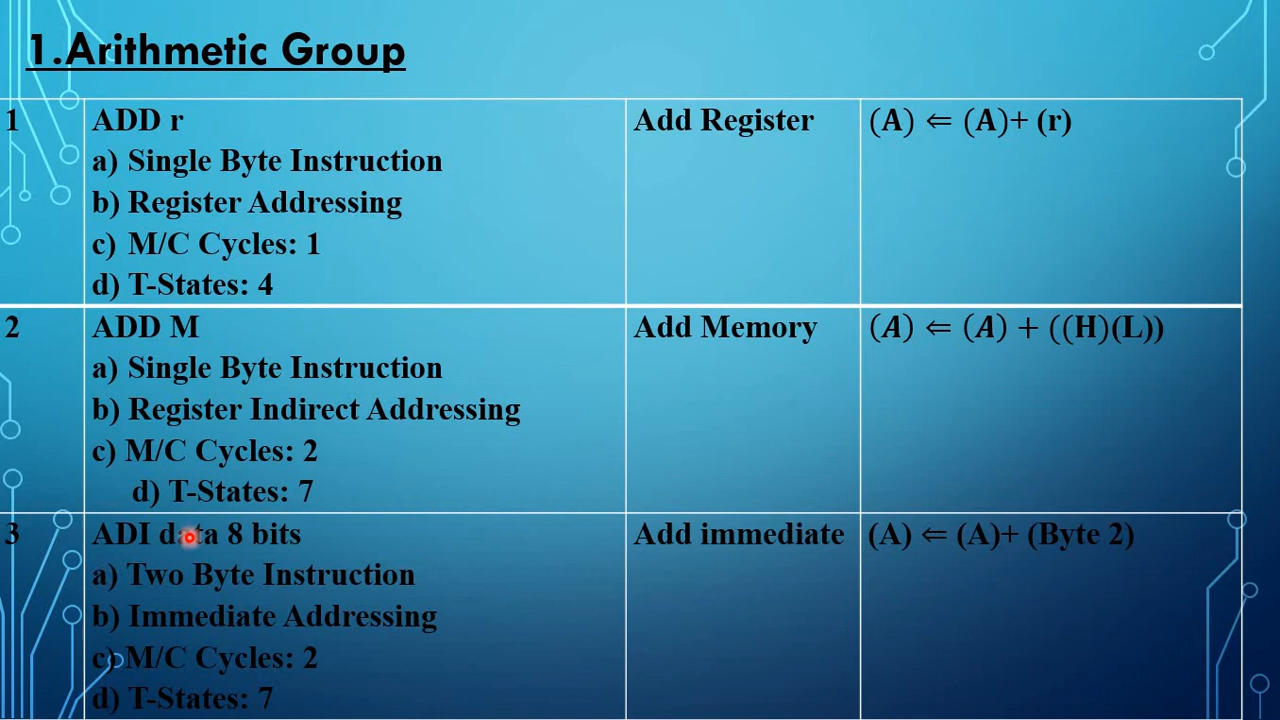 1.Arithmetic Group
1
ADD r
a) Single Byte Instruction
b) Register Addressing
c) M/C Cycles: 1
d) T-States: 4
Add Register
(A) ⇐ (A)+ (r)
2
ADD M
a) Single Byte Instruction
b) Register Indirect Addressing
c) M/C Cycles: 2
d) T-States: 7
Add Memory
(A) ⇐ (A) + ((H)(L))
3
ADI data 8 bits
a) Two Byte Instruction
b) Immediate Addressing
c) M/C Cycles: 2
d) T-States: 7
Add immediate
(A) ⇐ (A)+ (Byte 2)